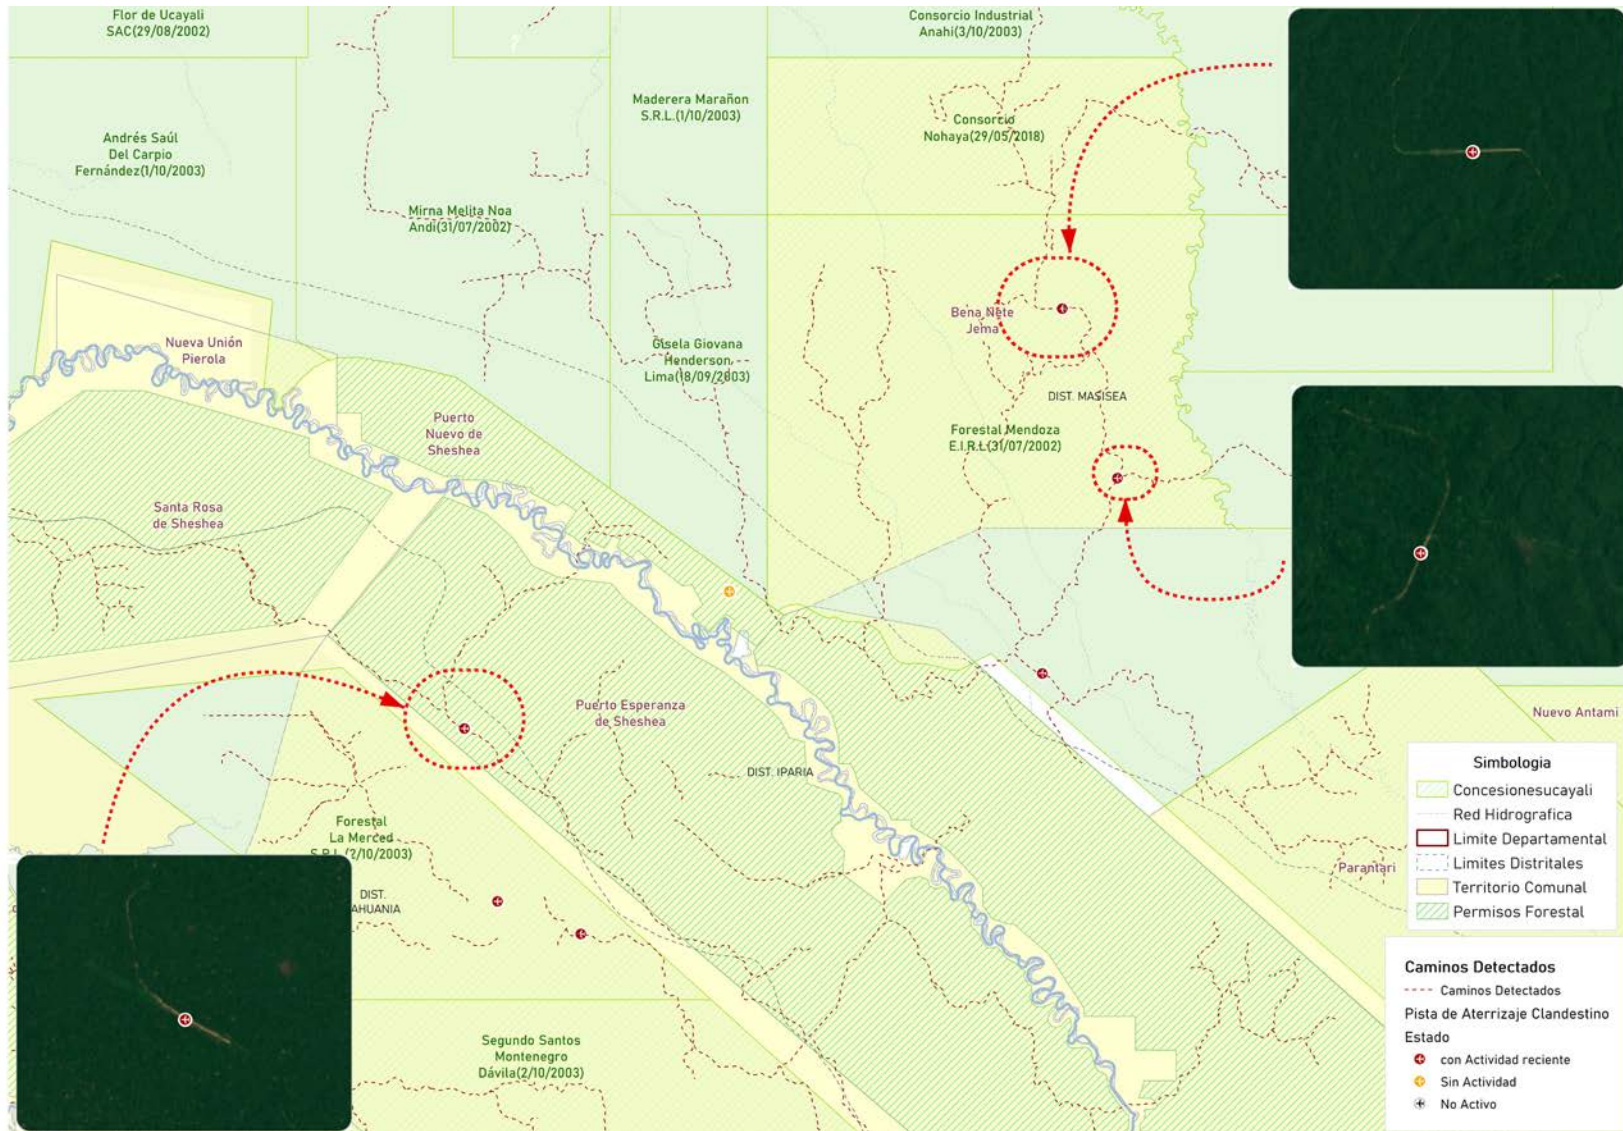 Flor de Ucayali
SAC(29/08/2002)
Consorcio Industrial
Anahi(3/10/2003)
Maderera Marañon
S.R.L.(1/10/2003)
Consorcio
Nohaya(29/05/2018)
Andrés Saúl
Del Carpio
Fernández(1/10/2003)
Mirna Melita Noa
Andi(31/07/2002)
Bena Nete
Jema
Nueva Unión
Pierola
Gisela Giovana
Henderson
Lima(18/09/2003)
DIST. MASISEA
Puerto
Nuevo de
Sheshea
Forestal Mendoza
E.I.R.L(31/07/2002)
Santa Rosa
de Sheshea
Puerto Esperanza
de Sheshea
Nuevo Antami
DIST. IPARIA
Forestal
La Merced
S.R.L.(2/10/2003)
Parantari
DIST.
AHUANIA
Segundo Santos
Montenegro
Dávila(2/10/2003)
Simbologia
Concesionesucayali
Red Hidrografica
Limite Departamental
Limites Distritales
Territorio Comunal
Permisos Forestal
Caminos Detectados
Caminos Detectados
Pista de Aterrizaje Clandestino
Estado
con Actividad reciente
Sin Actividad
No Activo